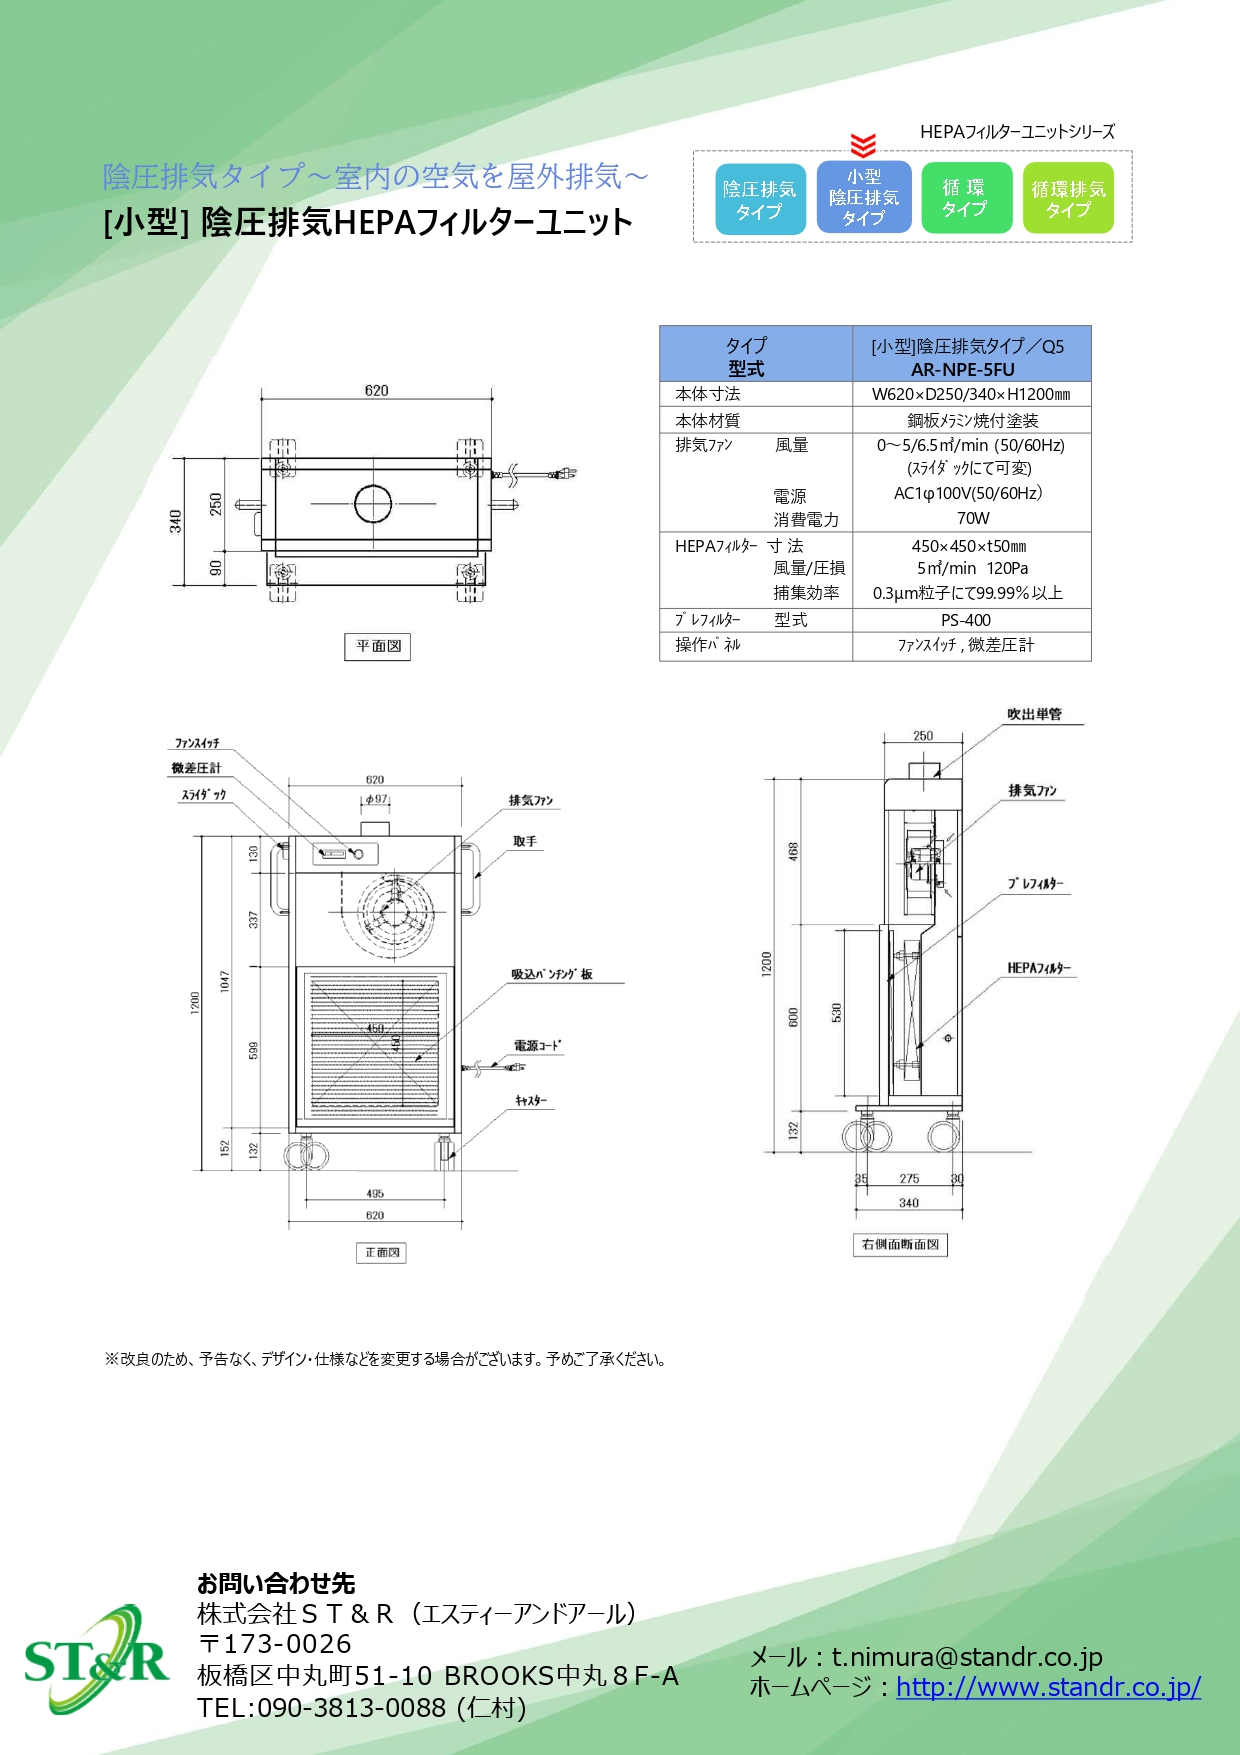 HEPAフィルターユニットシリーズ
陰圧排気タイプ～室内の空気を屋外排気～
[小型] 陰圧排気HEPAフィルターユニット
陰圧排気
タイプ
小型
陰圧排気
タイプ
循 環
タイプ
循環排気
タイプ
タイプ [小型]陰圧排気タイプ／Q5
型式 AR-NPE-5FU
本体寸法 W620×D250/340×H1200㎜
本体材質 鋼板ﾒﾗﾐﾝ焼付塗装
排気ﾌｧﾝ 風量 0～5/6.5㎥/min (50/60Hz)
(ｽﾗｲﾀﾞｯｸにて可変)
電源 AC1φ100V(50/60Hz）
消費電力 70W
HEPAﾌｨﾙﾀｰ 寸 法 450×450×t50㎜
風量/圧損 5㎥/min 120Pa
捕集効率 0.3μm粒子にて99.99％以上
ﾌﾟﾚﾌｨﾙﾀｰ 型式 PS-400
操作ﾊﾟﾈﾙ ﾌｧﾝｽｲｯﾁ , 微差圧計
620
340
250
90
平面図
ﾌｧﾝｽｲｯﾁ
微差圧計
ｽﾗｲﾀﾞｯｸ
620
φ97
排気ﾌｧﾝ
取手
吸込ﾊﾟﾝﾁﾝｸﾞ板
電源ｺｰﾄﾞ
ｷｬｽﾀｰ
130
337
599
132
1047
152
1200
450
450
495
620
正面図
吹出単管
250
排気ﾌｧﾝ
ﾌﾟﾚﾌｨﾙﾀｰ
HEPAﾌｨﾙﾀｰ
468
1200
600
530
132
35
275
30
340
右側面断面図
※改良のため、予告なく、デザイン・仕様などを変更する場合がございます。予めご了承ください。
お問い合わせ先
株式会社ＳＴ＆Ｒ（エスティーアンドアール）
〒173-0026
板橋区中丸町51-10 BROOKS中丸８F-A
TEL:090-3813-0088 (仁村)
メール：t.nimura@standr.co.jp
ホームページ：http://www.standr.co.jp/
ST&R